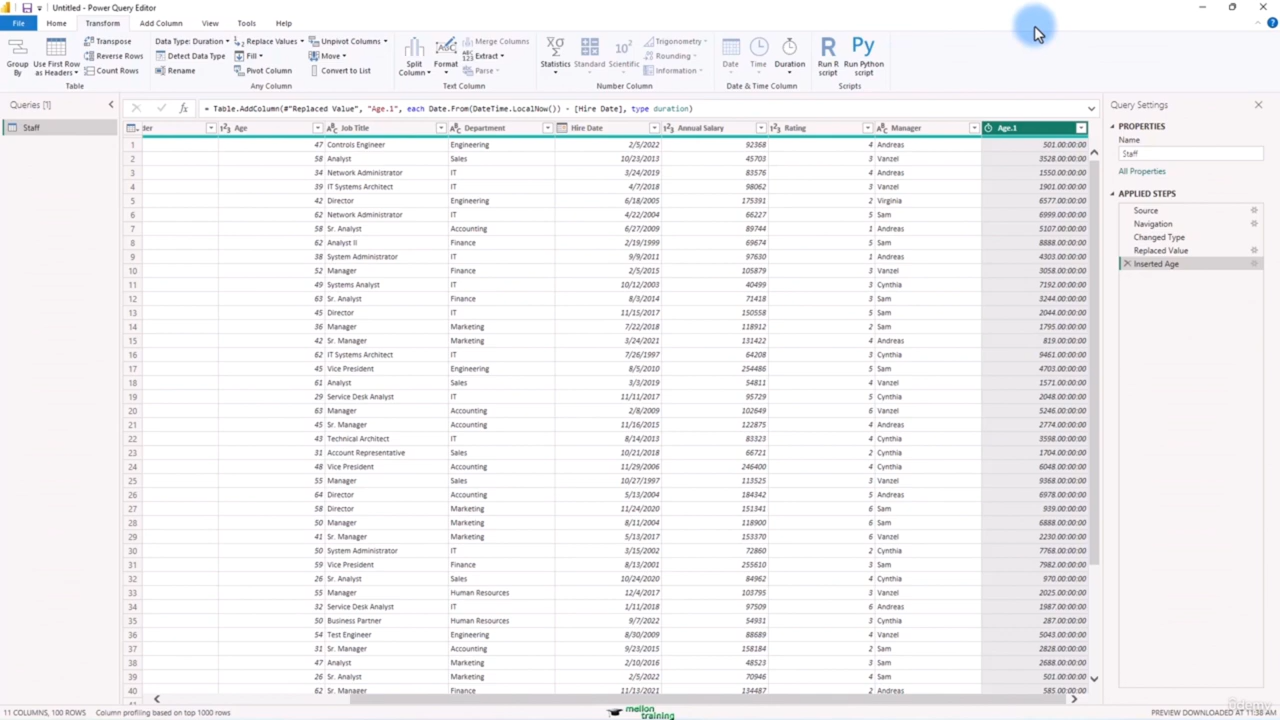 Untitled - Power Query Editor
File Home Transform Add Column View Tools Help
Group By
Use First Row as Headers
Transpose
Reverse Rows
Count Rows
Table
Data Type: Duration
Detect Data Type
Rename
Replace Values
Fill
Pivot Column
Unpivot Columns
Move
Convert to List
Any Column
Split Column
Format
Merge Columns
Extract
Parse
Text Column
Statistics
Standard
Scientific
Trigonometry
Rounding
Information
Number Column
Date
Time
Duration
Date & Time Column
Run R script
Run Python script
Scripts
Queries [1]
Staff
= Table.AddColumn(#"Replaced Value", "Age.1", each Date.From(DateTime.LocalNow()) - [Hire Date], type duration)
der Age Job Title Department Hire Date Annual Salary Rating Manager Age.1
1 47 Controls Engineer Engineering 2/5/2022 92368 4 Andreas 501.00:00:00
2 58 Analyst Sales 10/23/2013 45703 3 Vanzel 3528.00:00:00
3 34 Network Administrator IT 3/24/2019 83576 4 Andreas 1550.00:00:00
4 39 IT Systems Architect IT 4/7/2018 98062 3 Vanzel 1901.00:00:00
5 42 Director Engineering 6/18/2005 175391 2 Virginia 6577.00:00:00
6 62 Network Administrator IT 4/22/2004 66227 5 Sam 6999.00:00:00
7 58 Sr. Analyst Accounting 6/27/2009 89744 1 Andreas 5107.00:00:00
8 62 Analyst II Finance 2/19/1999 69674 5 Sam 8888.00:00:00
9 38 System Administrator IT 9/9/2011 97630 1 Andreas 4303.00:00:00
10 52 Manager Finance 2/5/2015 105879 3 Vanzel 3058.00:00:00
11 49 Systems Analyst IT 10/12/2003 40499 3 Cynthia 7192.00:00:00
12 63 Sr. Analyst Finance 8/3/2014 71418 3 Sam 3244.00:00:00
13 45 Director IT 11/15/2017 150558 5 Sam 2044.00:00:00
14 36 Manager Marketing 7/22/2018 118912 2 Sam 1795.00:00:00
15 42 Sr. Manager Marketing 3/24/2021 131422 4 Andreas 819.00:00:00
16 62 IT Systems Architect IT 7/26/1997 64208 3 Cynthia 9461.00:00:00
17 45 Vice President Engineering 8/5/2010 254486 5 Sam 4703.00:00:00
18 61 Analyst Sales 3/3/2019 54811 4 Vanzel 1571.00:00:00
19 29 Service Desk Analyst IT 11/11/2017 95729 5 Cynthia 2048.00:00:00
20 63 Manager Accounting 2/8/2009 102649 6 Vanzel 5246.00:00:00
21 45 Sr. Manager Accounting 11/16/2015 122875 4 Andreas 2774.00:00:00
22 43 Technical Architect IT 8/14/2013 83323 4 Cynthia 3598.00:00:00
23 31 Account Representative Sales 10/21/2018 66721 2 Cynthia 1704.00:00:00
24 48 Vice President Accounting 11/29/2006 246400 4 Cynthia 6048.00:00:00
25 55 Manager Sales 10/27/1997 113525 3 Vanzel 9368.00:00:00
26 64 Director Accounting 5/13/2004 184342 5 Andreas 6978.00:00:00
27 58 Director Marketing 11/24/2020 151341 6 Sam 939.00:00:00
28 50 Manager Marketing 8/11/2004 118900 6 Sam 6888.00:00:00
29 41 Sr. Manager Marketing 5/13/2017 153370 6 Vanzel 2230.00:00:00
30 50 System Administrator IT 3/15/2002 72860 2 Cynthia 7768.00:00:00
31 59 Vice President Finance 8/13/2001 255610 3 Sam 7982.00:00:00
32 26 Sr. Analyst Sales 10/24/2020 84962 4 Cynthia 970.00:00:00
33 55 Manager Human Resources 12/4/2017 103795 3 Vanzel 2025.00:00:00
34 32 Service Desk Analyst IT 1/11/2018 97509 6 Andreas 1987.00:00:00
35 50 Business Partner Human Resources 9/7/2022 54931 3 Cynthia 287.00:00:00
36 54 Test Engineer Engineering 8/30/2009 88689 4 Vanzel 5043.00:00:00
37 31 Sr. Manager Accounting 9/23/2015 158184 2 Sam 2828.00:00:00
38 47 Analyst Marketing 2/10/2016 48523 3 Sam 2688.00:00:00
39 26 Sr. Analyst Marketing 2/5/2022 70946 4 Sam 501.00:00:00
40 62 Sr. Manager Finance 11/13/2021 134487 2 Andreas 585.00:00:00
Query Settings
PROPERTIES
Name
Staff
All Properties
APPLIED STEPS
Source
Navigation
Changed Type
Replaced Value
Inserted Age
11 COLUMNS, 100 ROWS Column profiling based on top 1000 rows
mellon
training
Udemy
PREVIEW DOWNLOADED AT 11:38 AM